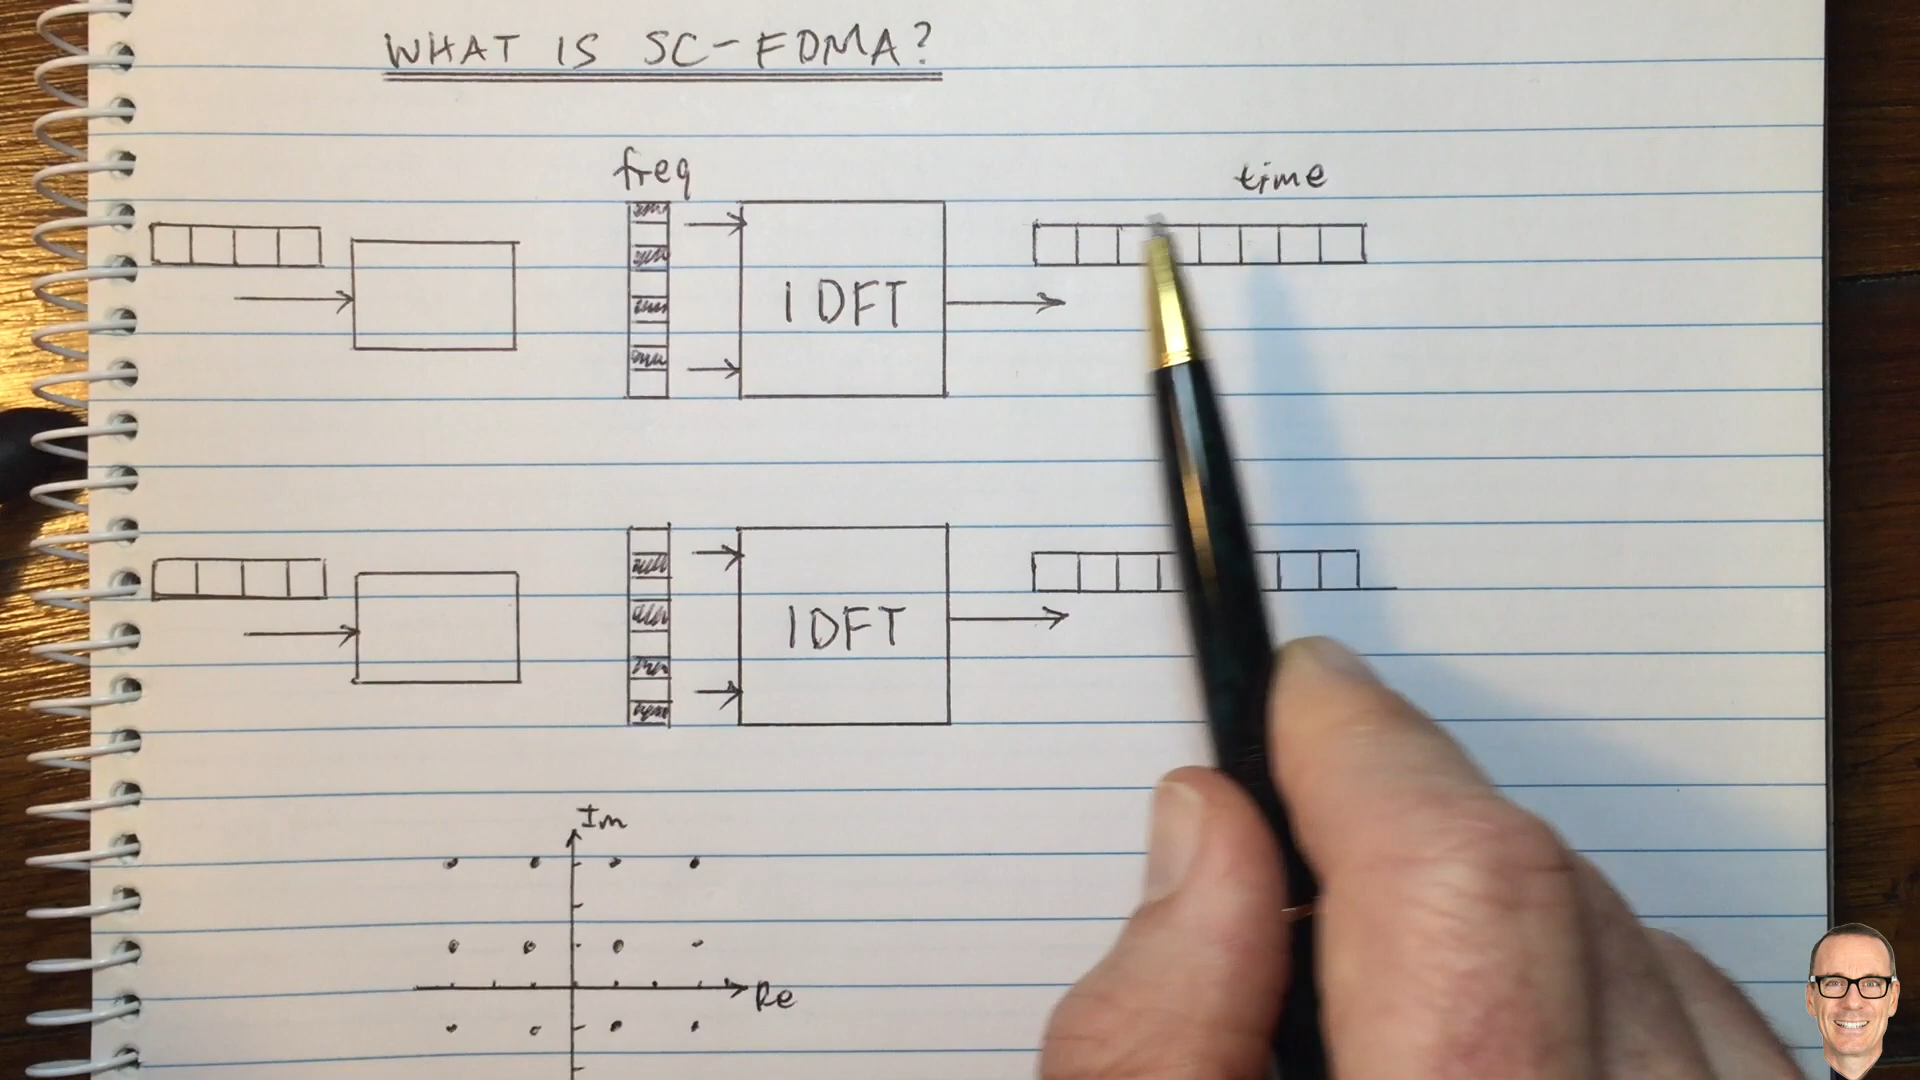 WHAT IS SC-FDMA?
freq
time
IDFT
IDFT
Im
Re